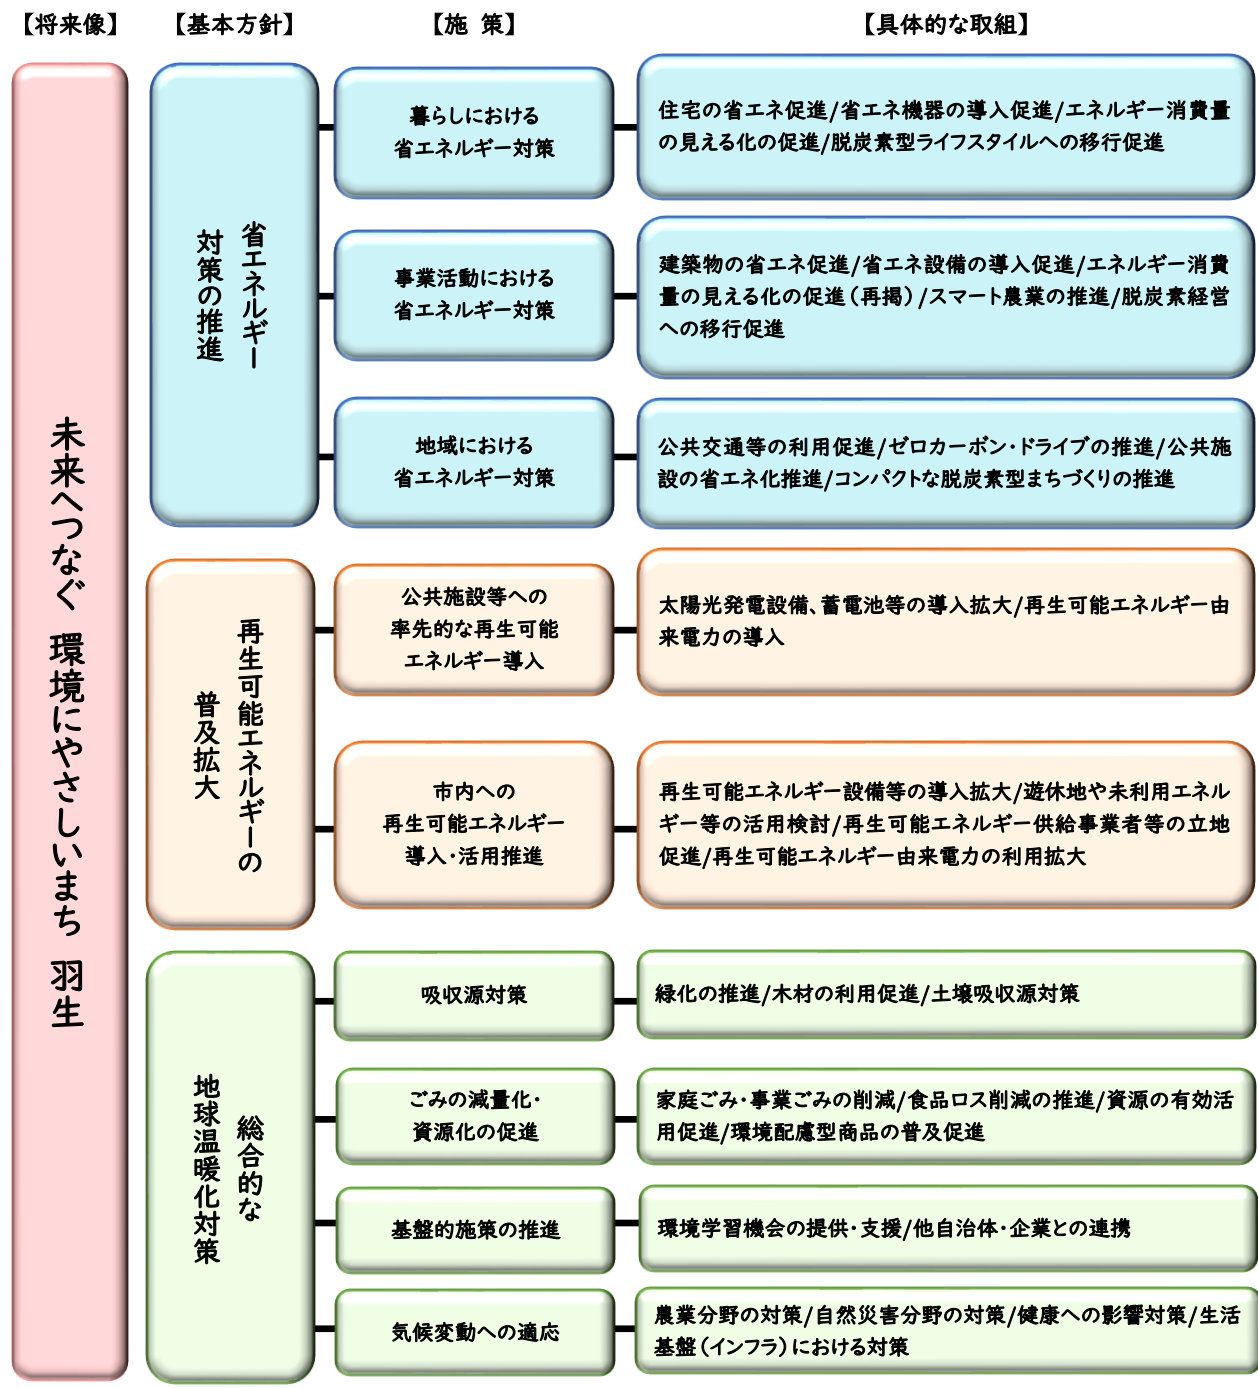 【将来像】
【基本方針】
【施 策】
【具体的な取組】
未来へつなぐ 環境にやさしいまち 羽生
省エネルギー
対策の推進
暮らしにおける
省エネルギー対策
住宅の省エネ促進/省エネ機器の導入促進/エネルギー消費量
の見える化の促進/脱炭素型ライフスタイルへの移行促進
事業活動における
省エネルギー対策
建築物の省エネ促進/省エネ設備の導入促進/エネルギー消費
量の見える化の促進(再掲)/スマート農業の推進/脱炭素経営
への移行促進
地域における
省エネルギー対策
公共交通等の利用促進/ゼロカーボン・ドライブの推進/公共施
設の省エネ化推進/コンパクトな脱炭素型まちづくりの推進
再生可能エネルギーの
普及拡大
公共施設等への
率先的な再生可能
エネルギー導入
太陽光発電設備、蓄電池等の導入拡大/再生可能エネルギー由
来電力の導入
市内への
再生可能エネルギー
導入・活用推進
再生可能エネルギー設備等の導入拡大/遊休地や未利用エネル
ギー等の活用検討/再生可能エネルギー供給事業者等の立地
促進/再生可能エネルギー由来電力の利用拡大
総合的な
地球温暖化対策
吸収源対策
緑化の推進/木材の利用促進/土壌吸収源対策
ごみの減量化・
資源化の促進
家庭ごみ・事業ごみの削減/食品ロス削減の推進/資源の有効活
用促進/環境配慮型商品の普及促進
基盤的施策の推進
環境学習機会の提供・支援/他自治体・企業との連携
気候変動への適応
農業分野の対策/自然災害分野の対策/健康への影響対策/生活
基盤(インフラ)における対策